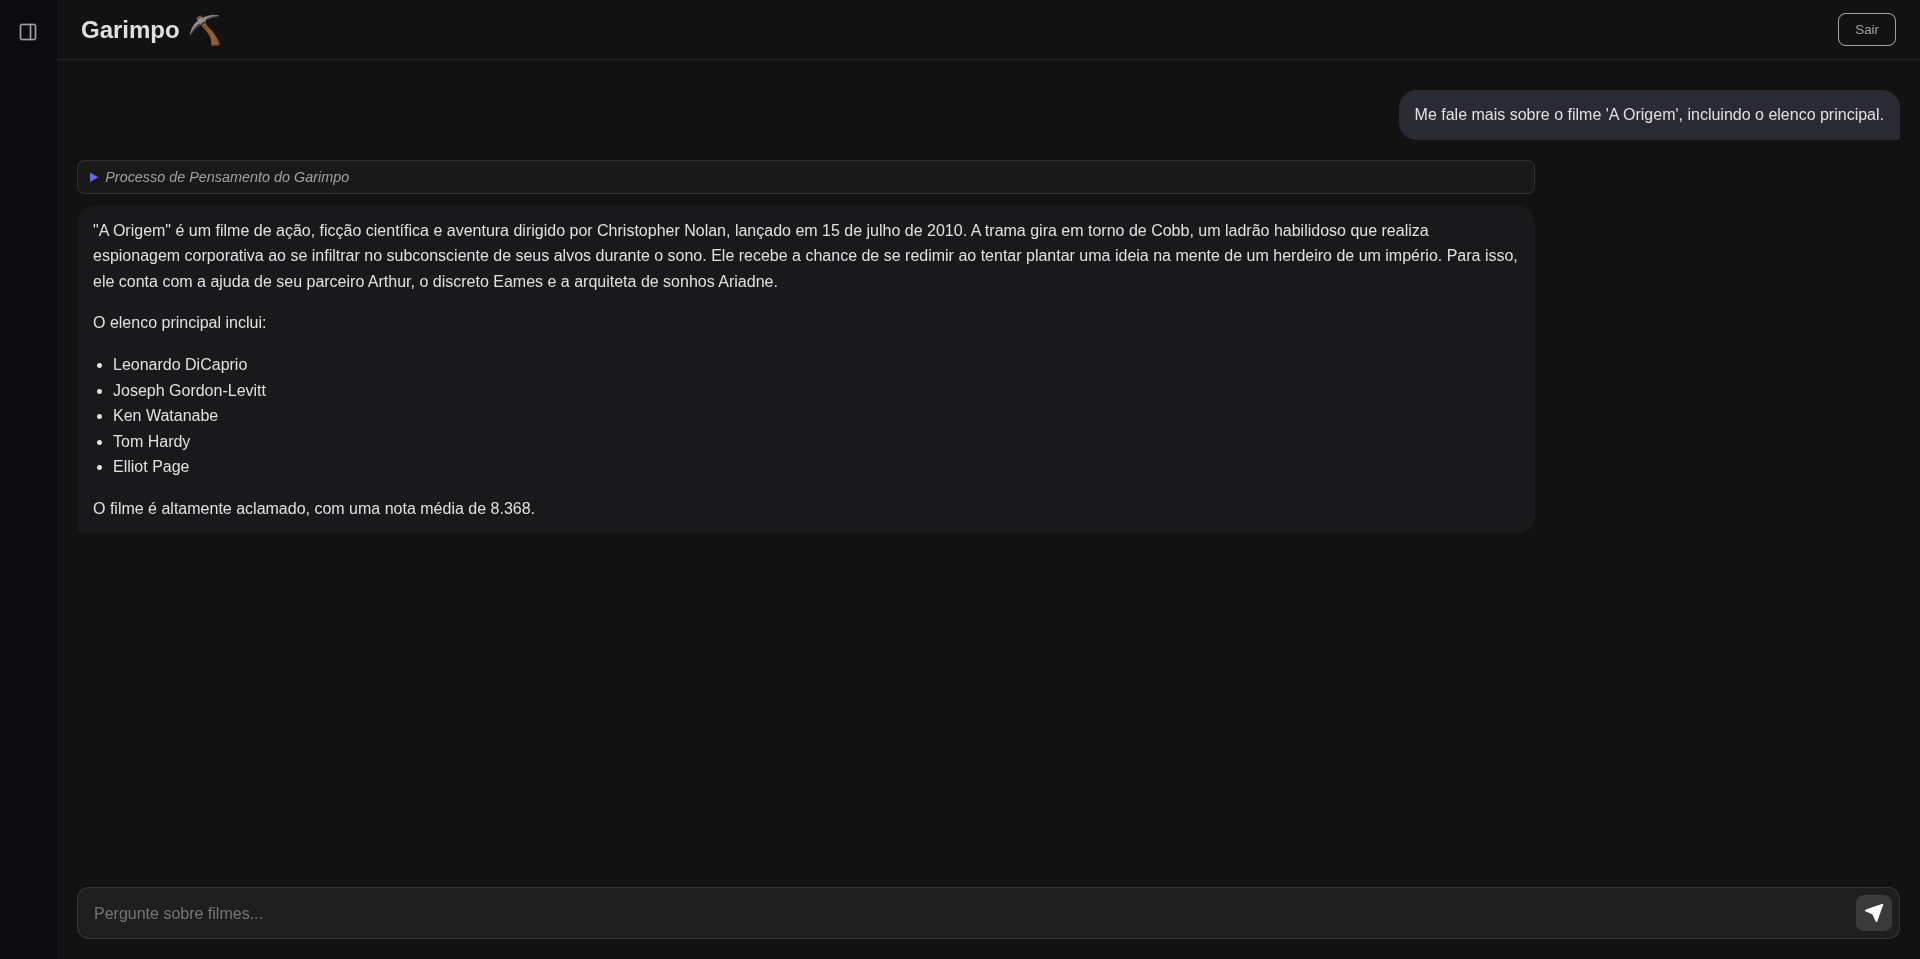 Garimpo
Sair
Me fale mais sobre o filme 'A Origem', incluindo o elenco principal.
Processo de Pensamento do Garimpo
"A Origem" é um filme de ação, ficção científica e aventura dirigido por Christopher Nolan, lançado em 15 de julho de 2010. A trama gira em torno de Cobb, um ladrão habilidoso que realiza
espionagem corporativa ao se infiltrar no subconsciente de seus alvos durante o sono. Ele recebe a chance de se redimir ao tentar plantar uma ideia na mente de um herdeiro de um império. Para isso,
ele conta com a ajuda de seu parceiro Arthur, o discreto Eames e a arquiteta de sonhos Ariadne.
O elenco principal inclui:
• Leonardo DiCaprio
• Joseph Gordon-Levitt
• Ken Watanabe
• Tom Hardy
• Elliot Page
O filme é altamente aclamado, com uma nota média de 8.368.
Pergunte sobre filmes...